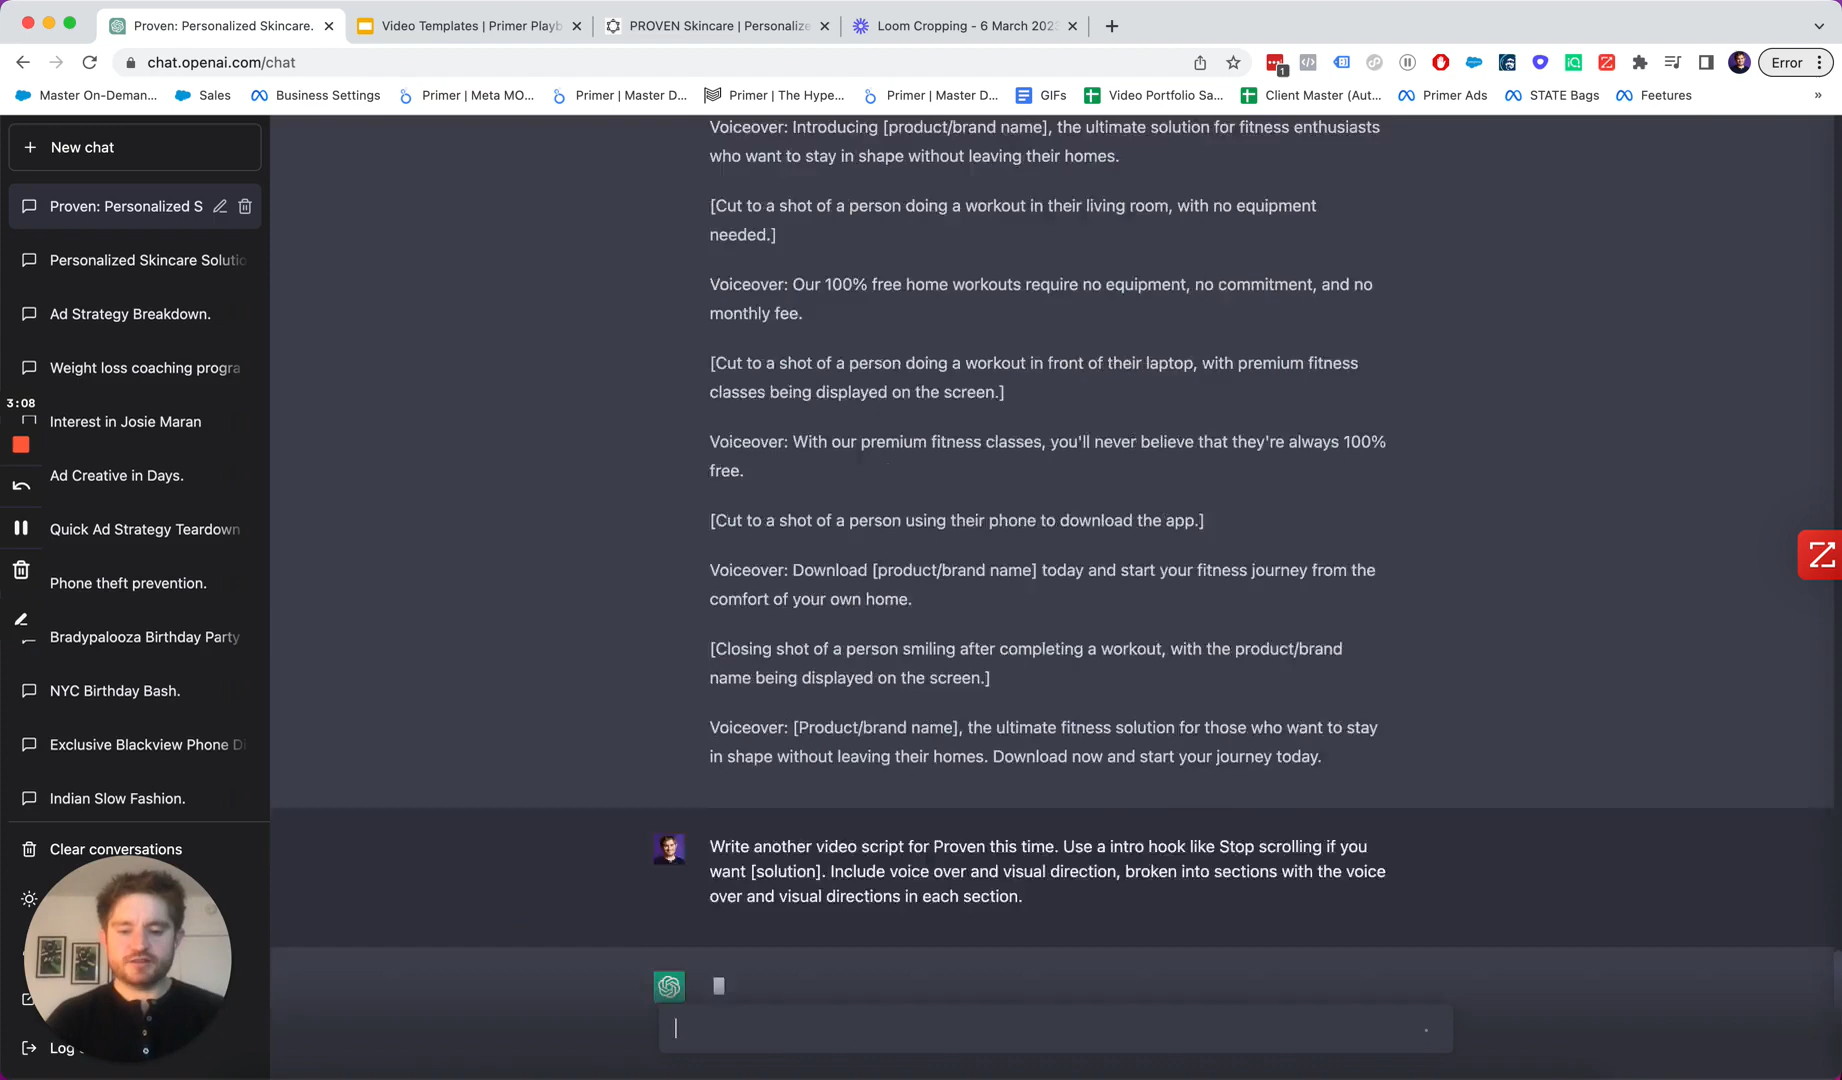 Proven: Personalized Skincare.
Video Templates | Primer Playb
PROVEN Skincare | Personalize
Loom Cropping - 6 March 202
chat.openai.com/chat
1
Error
Master On-Deman...
Sales
Business Settings
Primer | Meta MO...
Primer | Master D...
Primer | The Hype...
Primer | Master D...
GIFs
Video Portfolio Sa...
Client Master (Aut...
Primer Ads
STATE Bags
Feetures
»
New chat
Proven: Personalized S
Personalized Skincare Solutio
Ad Strategy Breakdown.
Weight loss coaching progra
3:08
Interest in Josie Maran
Ad Creative in Days.
Quick Ad Strategy Teardown
Phone theft prevention.
Bradypalooza Birthday Party
NYC Birthday Bash.
Exclusive Blackview Phone D
Indian Slow Fashion.
Clear conversations
Log
Voiceover: Introducing [product/brand name], the ultimate solution for fitness enthusiasts
who want to stay in shape without leaving their homes.
[Cut to a shot of a person doing a workout in their living room, with no equipment
needed.]
Voiceover: Our 100% free home workouts require no equipment, no commitment, and no
monthly fee.
[Cut to a shot of a person doing a workout in front of their laptop, with premium fitness
classes being displayed on the screen.]
Voiceover: With our premium fitness classes, you'll never believe that they're always 100%
free.
[Cut to a shot of a person using their phone to download the app.]
Voiceover: Download [product/brand name] today and start your fitness journey from the
comfort of your own home.
[Closing shot of a person smiling after completing a workout, with the product/brand
name being displayed on the screen.]
Voiceover: [Product/brand name], the ultimate fitness solution for those who want to stay
in shape without leaving their homes. Download now and start your journey today.
Write another video script for Proven this time. Use a intro hook like Stop scrolling if you
want [solution]. Include voice over and visual direction, broken into sections with the voice
over and visual directions in each section.